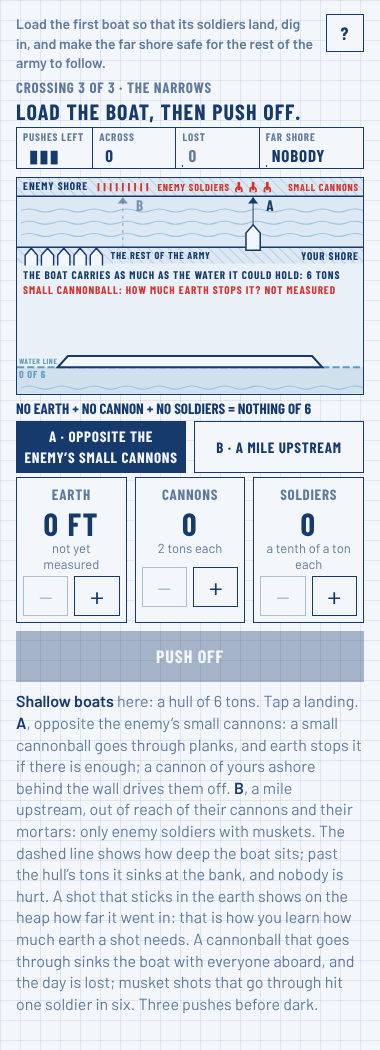 Load the first boat so that its soldiers land, dig
in, and make the far shore safe for the rest of the
army to follow.
?
CROSSING 3 OF 3 · THE NARROWS
LOAD THE BOAT, THEN PUSH OFF.
PUSHES LEFT
ACROSS
0
LOST
0
FAR SHORE
NOBODY
ENEMY SHORE
ENEMY SOLDIERS
SMALL CANNONS
B
A
THE REST OF THE ARMY
YOUR SHORE
THE BOAT CARRIES AS MUCH AS THE WATER IT COULD HOLD: 6 TONS
SMALL CANNONBALL: HOW MUCH EARTH STOPS IT? NOT MEASURED
WATER LINE
0 OF 6
NO EARTH + NO CANNON + NO SOLDIERS = NOTHING OF 6
A · OPPOSITE THE
ENEMY'S SMALL CANNONS
B · A MILE UPSTREAM
EARTH
0 FT
not yet
measured
− +
CANNONS
0
2 tons each
− +
SOLDIERS
0
a tenth of a ton
each
− +
PUSH OFF
Shallow boats here: a hull of 6 tons. Tap a landing.
A, opposite the enemy's small cannons: a small
cannonball goes through planks, and earth stops it
if there is enough; a cannon of yours ashore
behind the wall drives them off. B, a mile
upstream, out of reach of their cannons and their
mortars: only enemy soldiers with muskets. The
dashed line shows how deep the boat sits; past
the hull's tons it sinks at the bank, and nobody is
hurt. A shot that sticks in the earth shows on the
heap how far it went in: that is how you learn how
much earth a shot needs. A cannonball that goes
through sinks the boat with everyone aboard, and
the day is lost; musket shots that go through hit
one soldier in six. Three pushes before dark.